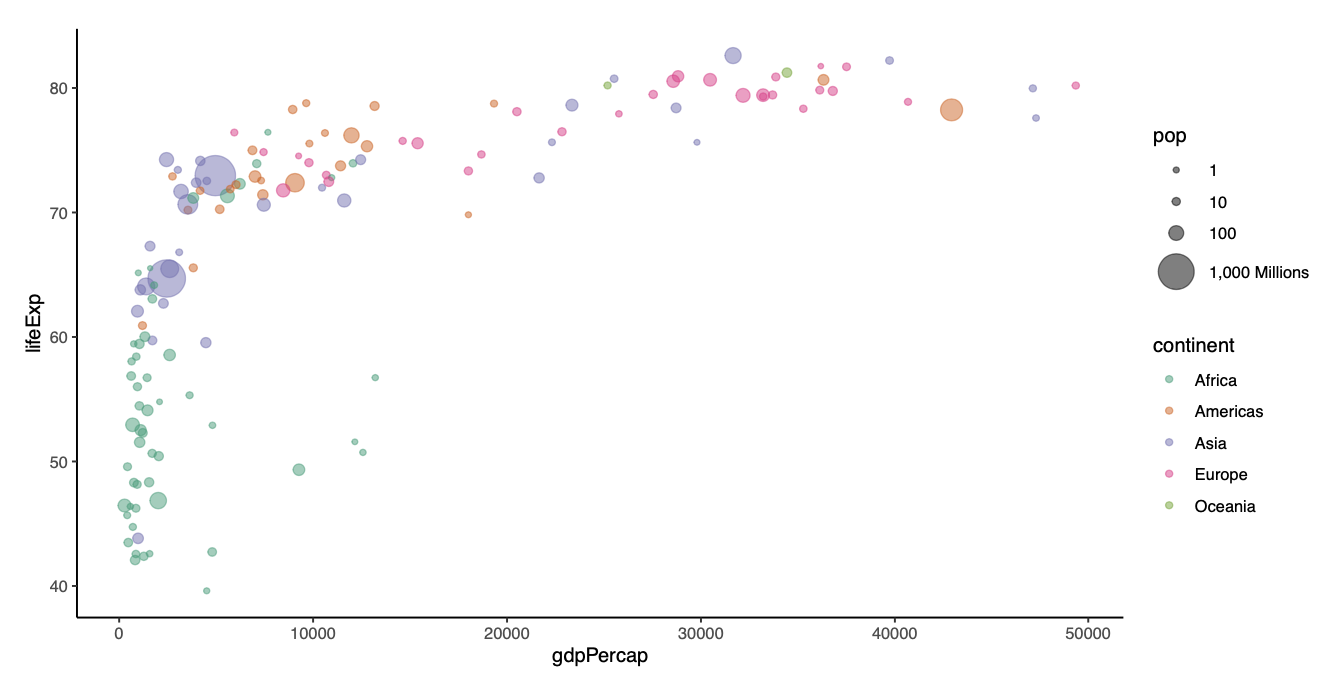 80
70
60
50
40
lifeExp
0
10000
20000
30000
40000
50000
gdpPercap
pop
1
10
100
1,000 Millions
continent
Africa
Americas
Asia
Europe
Oceania